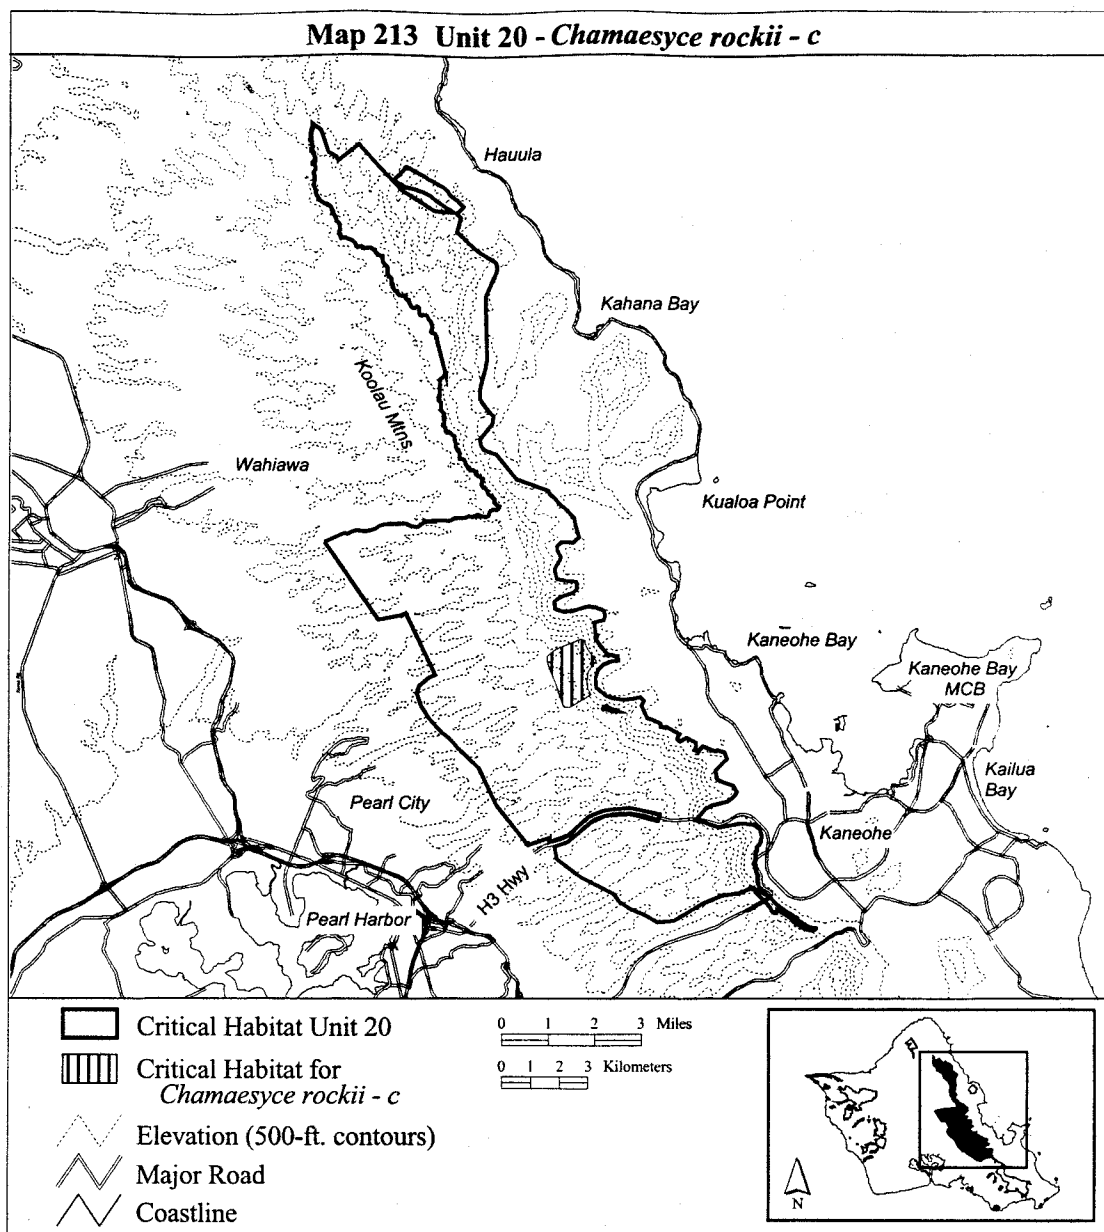 Map 213 Unit 20 - Chamaesyce rockii - c
Hauula
Kahana Bay
Koolau Mtns
Wahiawa
Kualoa Point
Kaneohe Bay
Kaneohe Bay
MCB
Kailua
Bay
Pearl City
Kaneohe
H3 Hwy
Pearl Harbor
Critical Habitat Unit 20
Critical Habitat for
Chamaesyce rockii - c
Elevation (500-ft. contours)
Major Road
Coastline
0 1 2 3 Miles
0 1 2 3 Kilometers
N